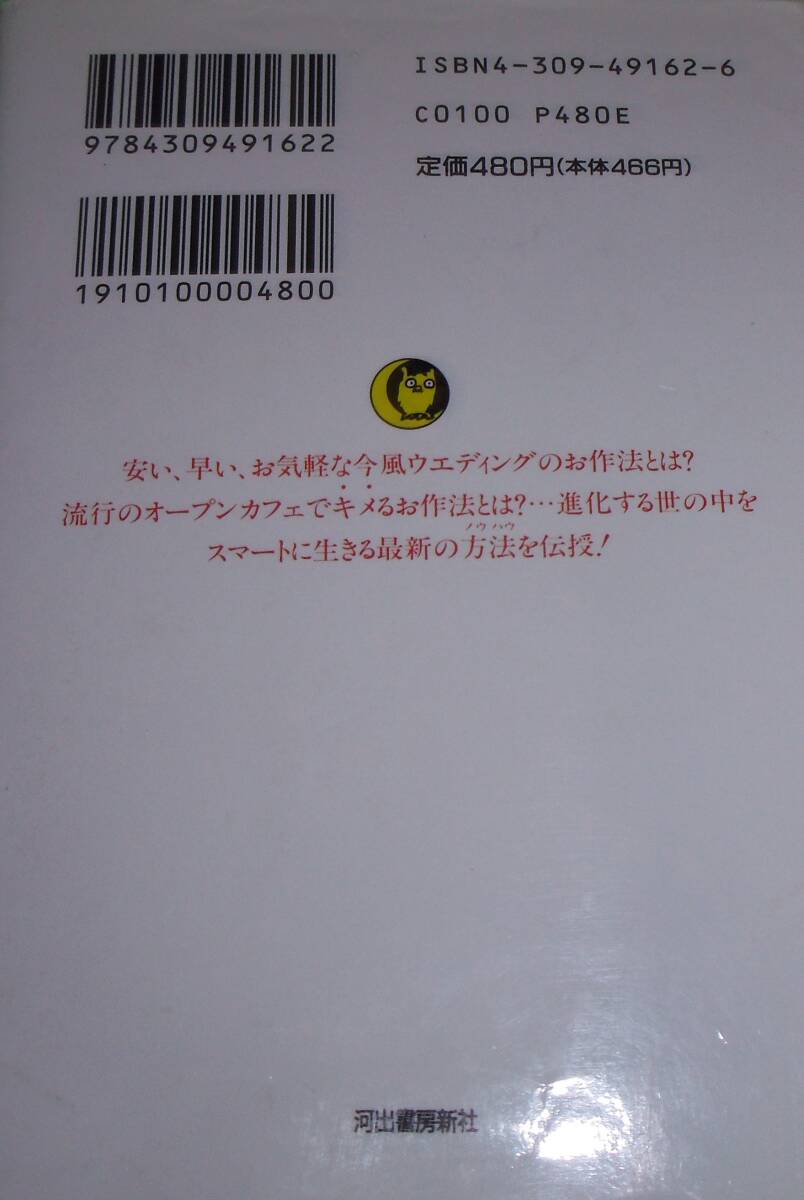 9784309491622
ISBN4-309-49162-6
C0100 P480E
定価480円(本体466円)
1910100004800
安い、早い、お気軽な今風ウエディングのお作法とは?
流行のオープンカフェでキメるお作法とは?…進化する世の中を
ノウハウ
スマートに生きる最新の方法を伝授!
河出書房新社